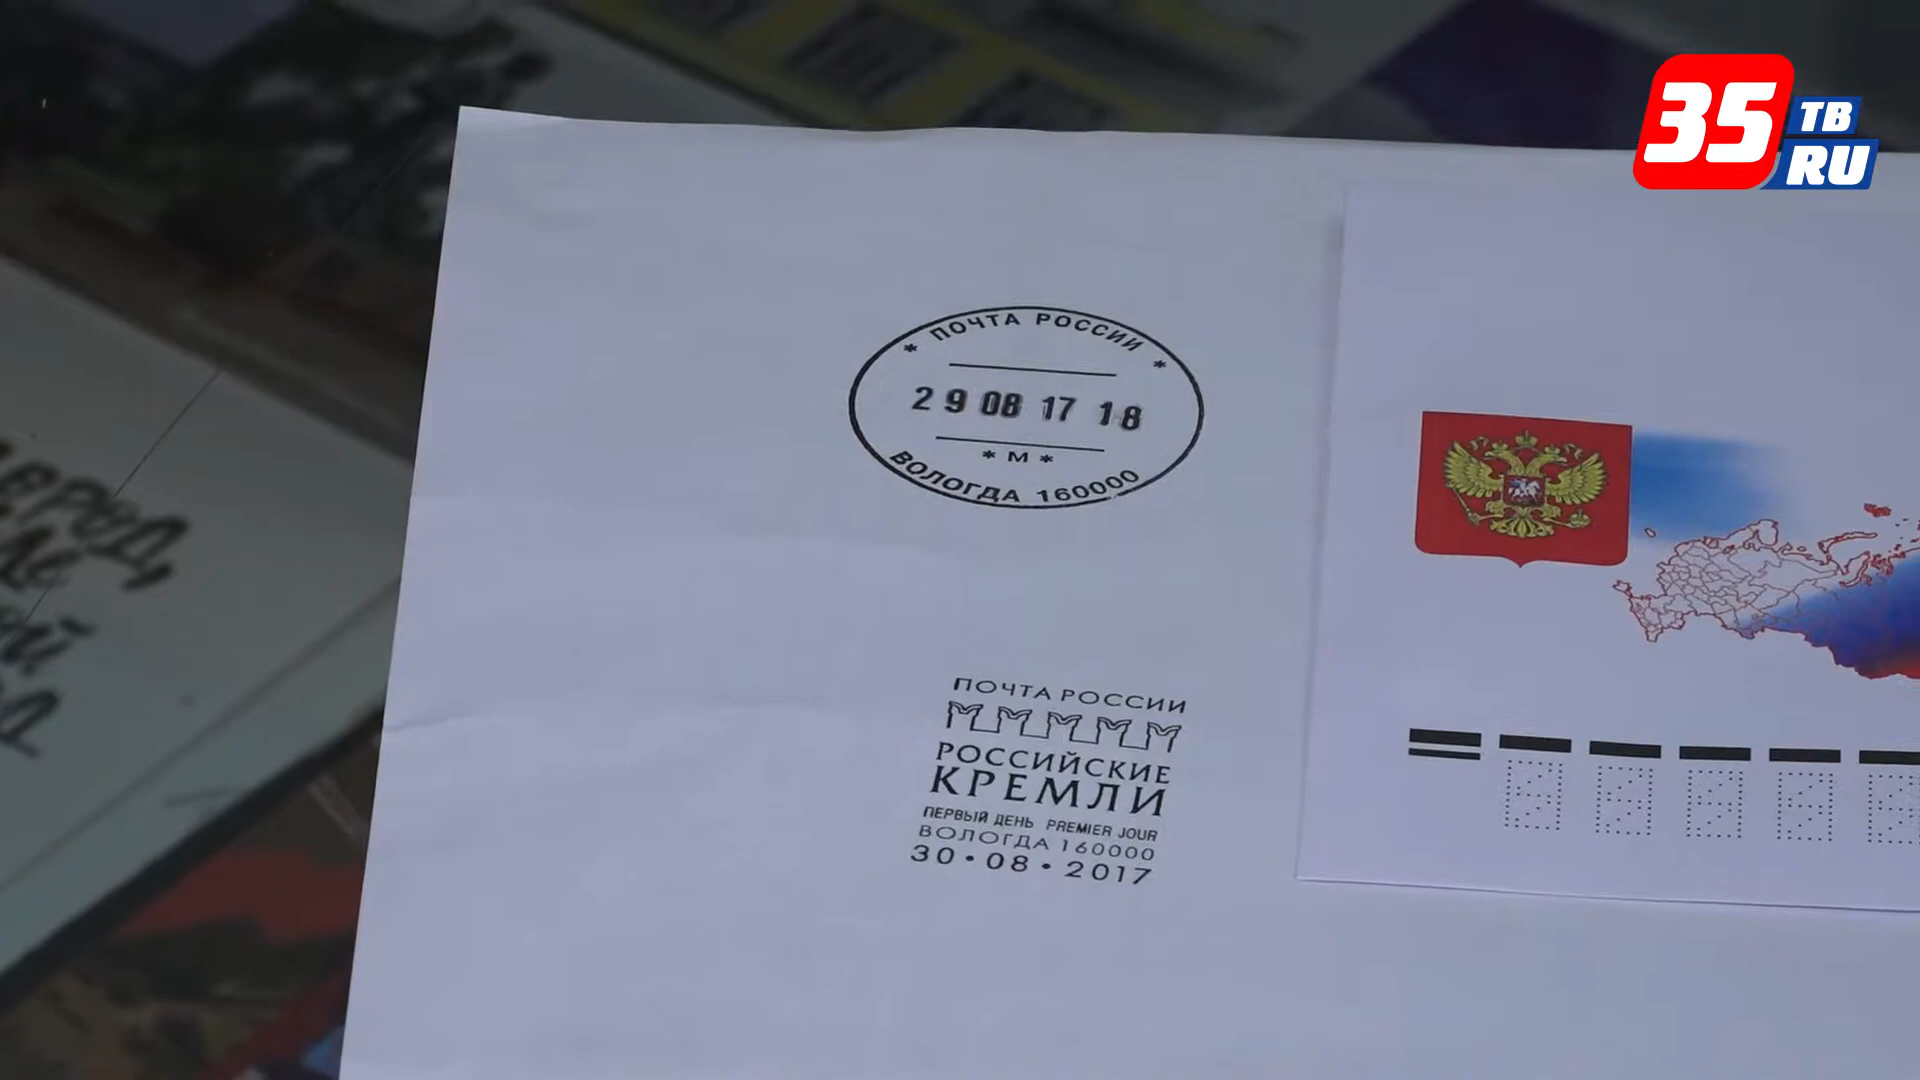 35
ТВ
RU
* ПОЧТА РОССИИ *
29 08 17 18
* М *
ВОЛОГДА 160000
ПОЧТА РОССИИ
РОССИЙСКИЕ
КРЕМЛИ
ПЕРВЫЙ ДЕНЬ PREMIER JOUR
ВОЛОГДА 160000
30•08•2017